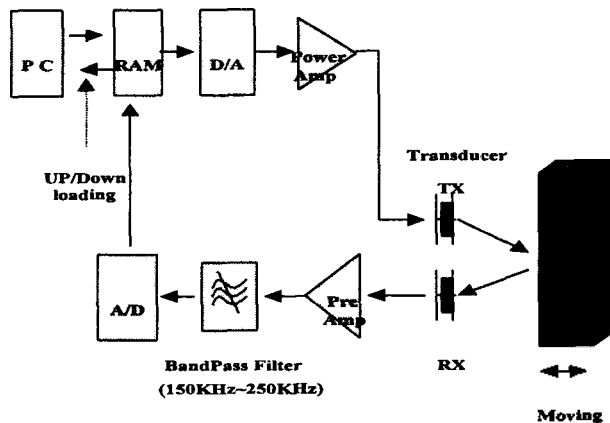 P C
RAM
D/A
Power
Amp
UP/Down
loading
Transducer
TX
A/D
Pre
Amp
RX
BandPass Filter
(150KHz~250KHz)
Moving